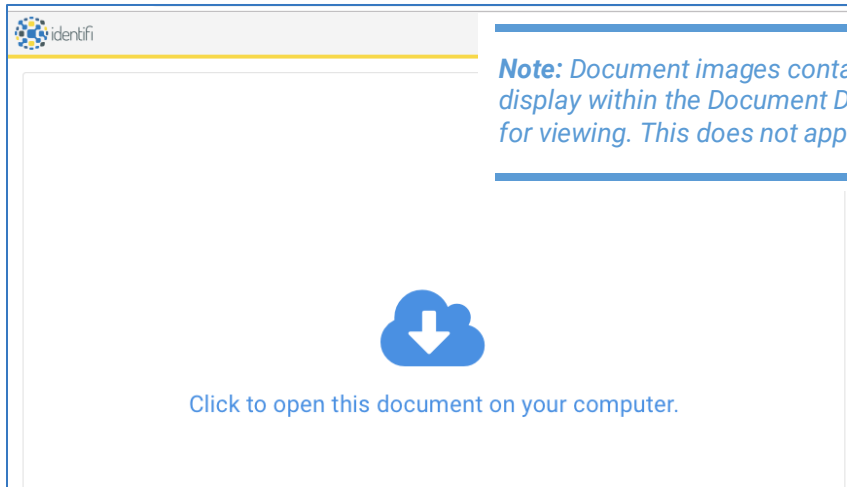 identifi
Note: Document images conta
display within the Document D
for viewing. This does not app
Click to open this document on your computer.